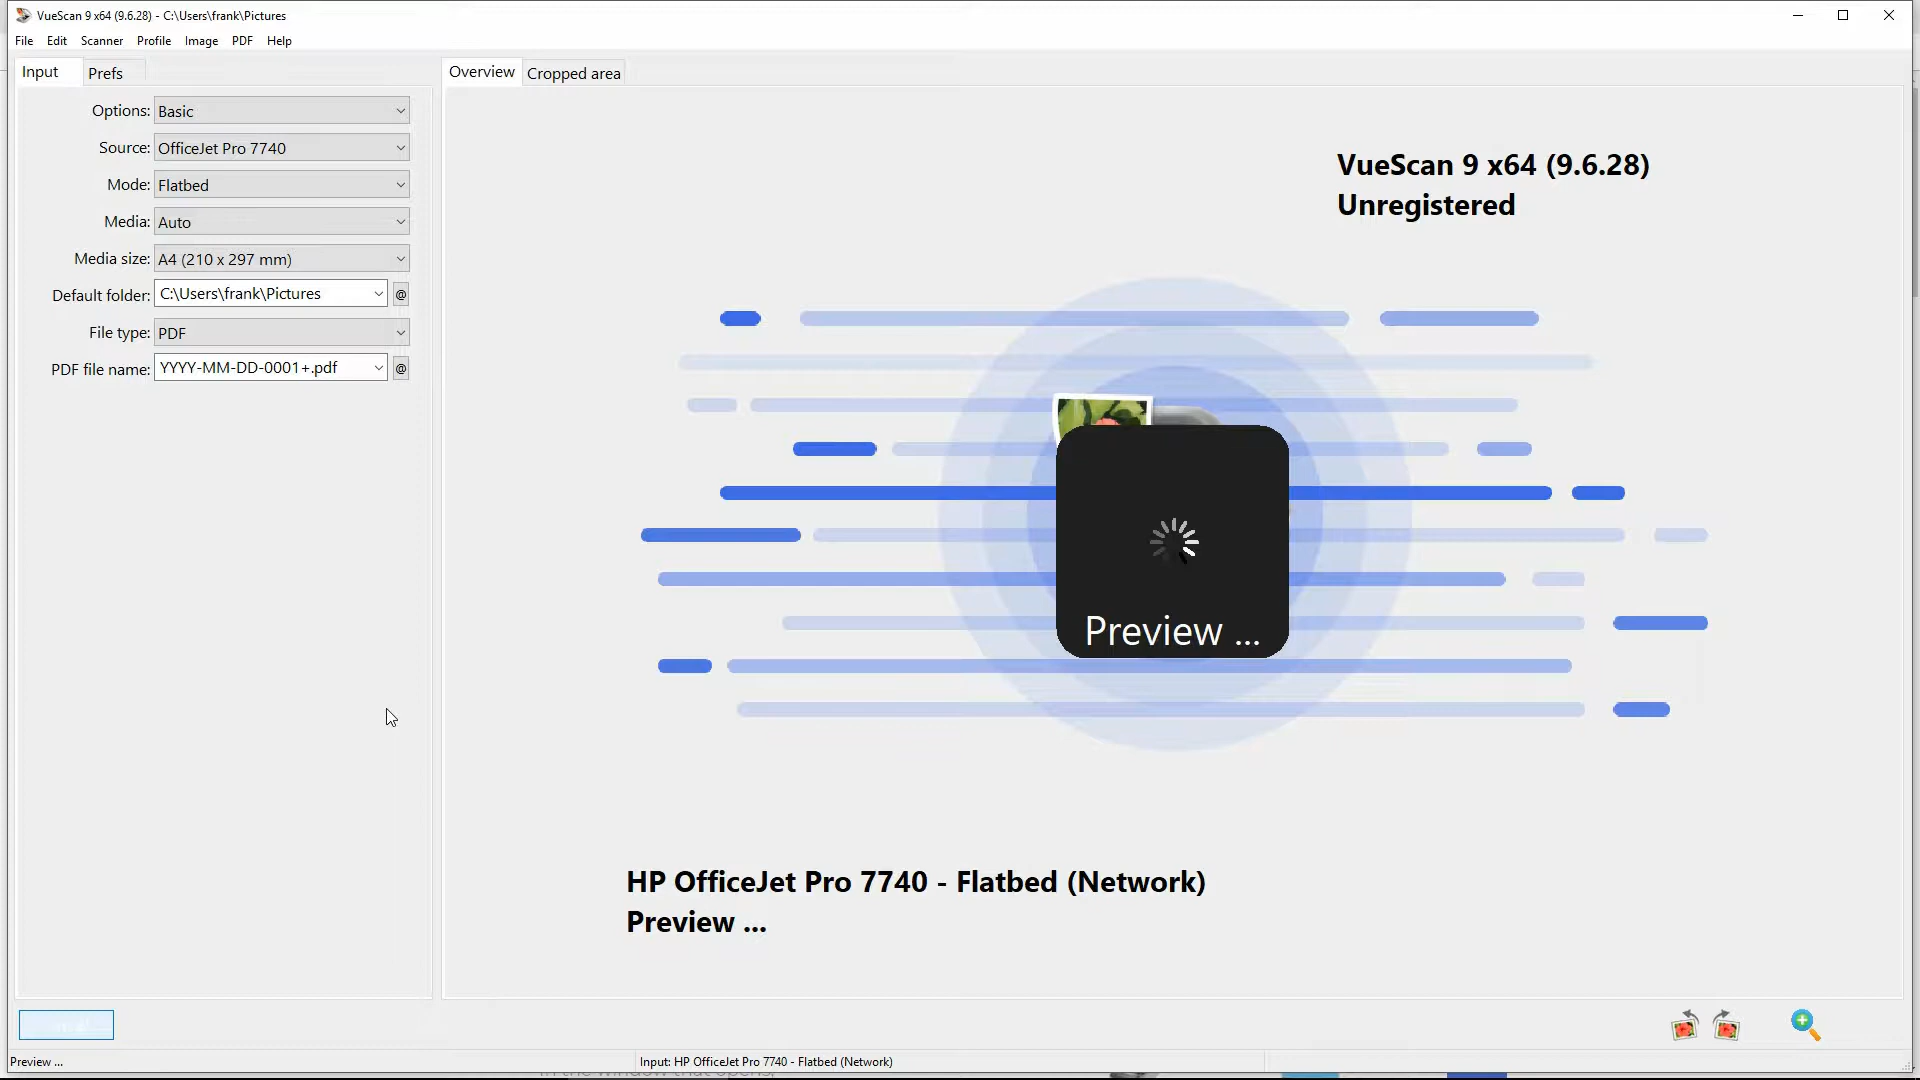 VueScan 9 x64 (9.6.28) - C:\Users\frank\Pictures
File Edit Scanner Profile Image PDF Help
Input Prefs
Overview Cropped area
Options: Basic
Source: OfficeJet Pro 7740
Mode: Flatbed
Media: Auto
Media size: A4 (210 x 297 mm)
Default folder: C:\Users\frank\Pictures @
File type: PDF
PDF file name: YYYY-MM-DD-0001+.pdf @
VueScan 9 x64 (9.6.28)
Unregistered
Preview ...
HP OfficeJet Pro 7740 - Flatbed (Network)
Preview ...
Preview ...
Input: HP OfficeJet Pro 7740 - Flatbed (Network)